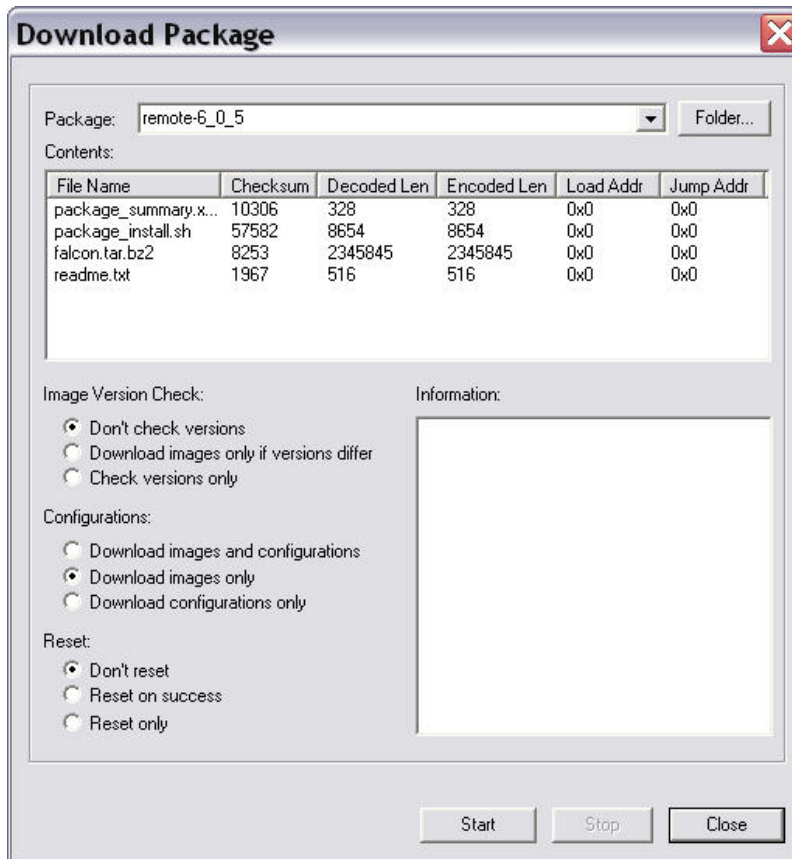 Download Package
Package: remote-6_0_5 Folder...
Contents:
File Name Checksum Decoded Len Encoded Len Load Addr Jump Addr
package_summary.x... 10306 328 328 0x0 0x0
package_install.sh 57582 8654 8654 0x0 0x0
falcon.tar.bz2 8253 2345845 2345845 0x0 0x0
readme.txt 1967 516 516 0x0 0x0
Image Version Check: Information:
Don't check versions
Download images only if versions differ
Check versions only
Configurations:
Download images and configurations
Download images only
Download configurations only
Reset:
Don't reset
Reset on success
Reset only
Start Stop Close